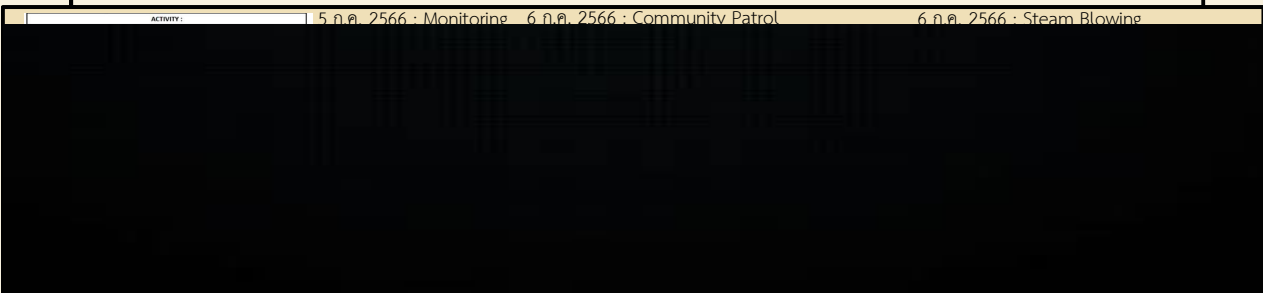 ACTIVITY :
5 ก.ค. 2566 : Monitoring
6 ก.ค. 2566 : Community Patrol
6 ก.ค. 2566 : Steam Blowing